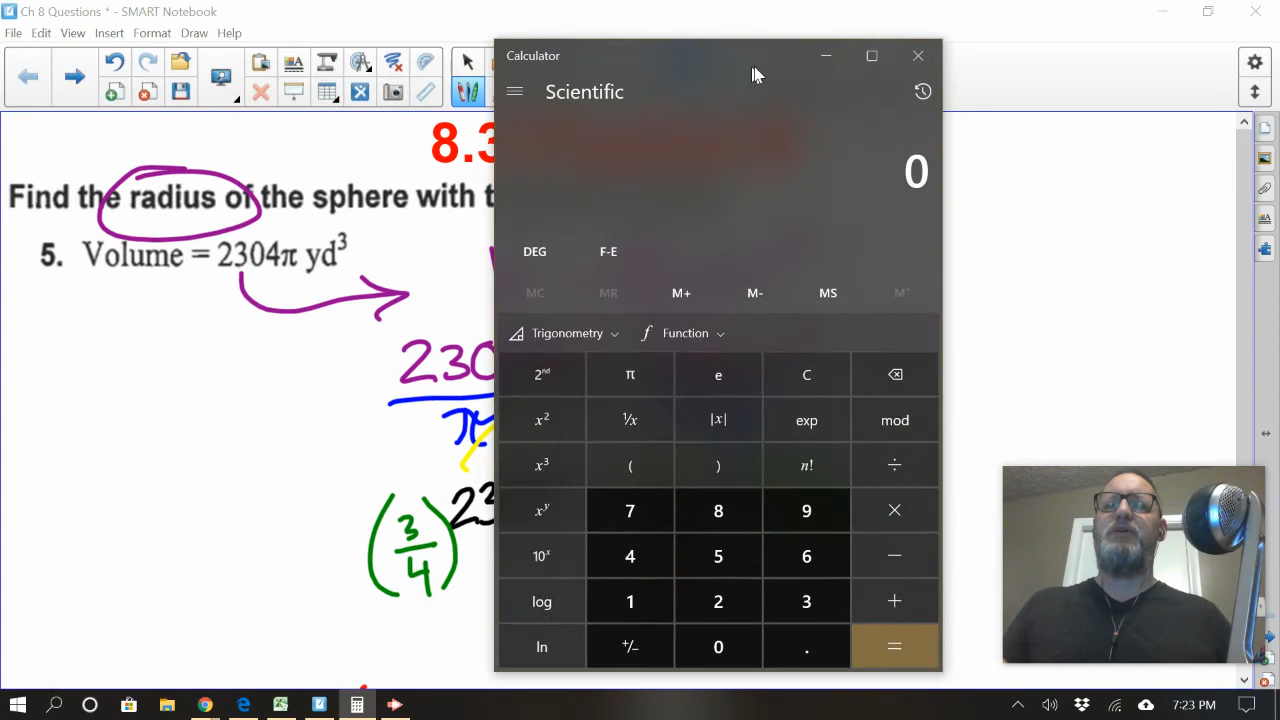 Ch 8 Questions * - SMART Notebook
File Edit View Insert Format Draw Help
Calculator
Scientific
0
DEG F-E
MC MR M+ M- MS M˅
Trigonometry Function
2ⁿᵈ π e C
x² ¹/x |x| exp mod
x³ ( ) n! ÷
xʸ 7 8 9 ×
10ˣ 4 5 6 −
log 1 2 3 +
ln +/− 0 . =
8.3
Find the radius of the sphere with t
5. Volume = 2304π yd³
230
π
(3/4) 23
7:23 PM